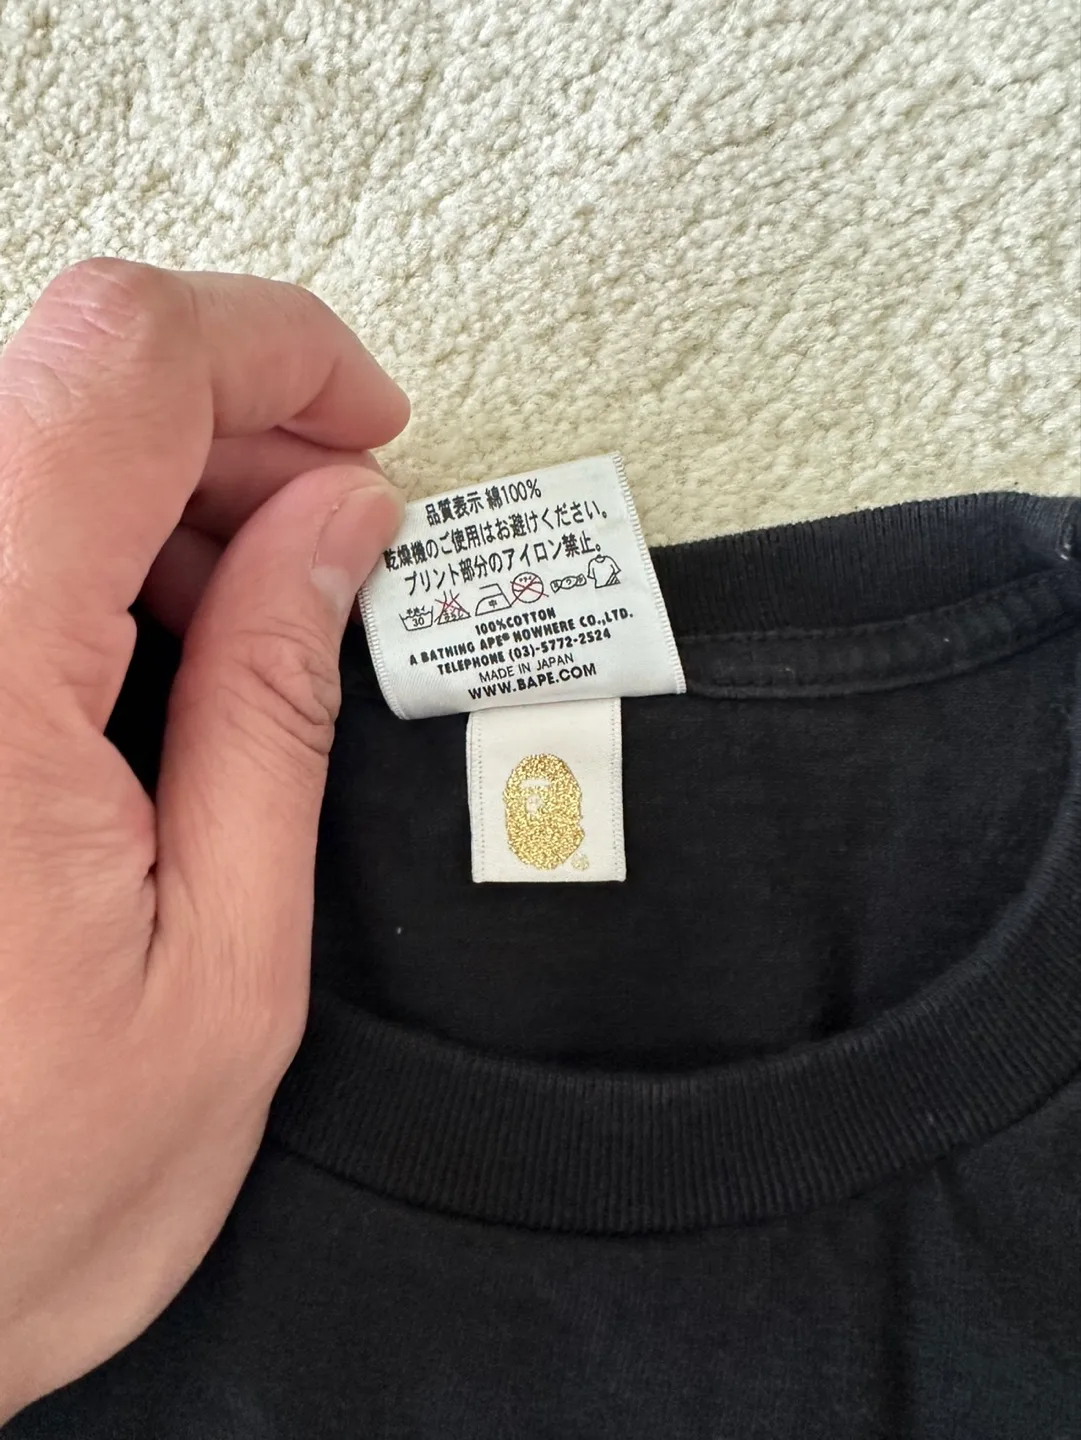 品質表示 綿100%
乾燥機のご使用はお避けください。
プリント部分のアイロン禁止。
30 中
100%COTTON
A BATHING APE® NOWHERE CO.,LTD.
TELEPHONE (03)-5772-2524
MADE IN JAPAN
WWW.BAPE.COM